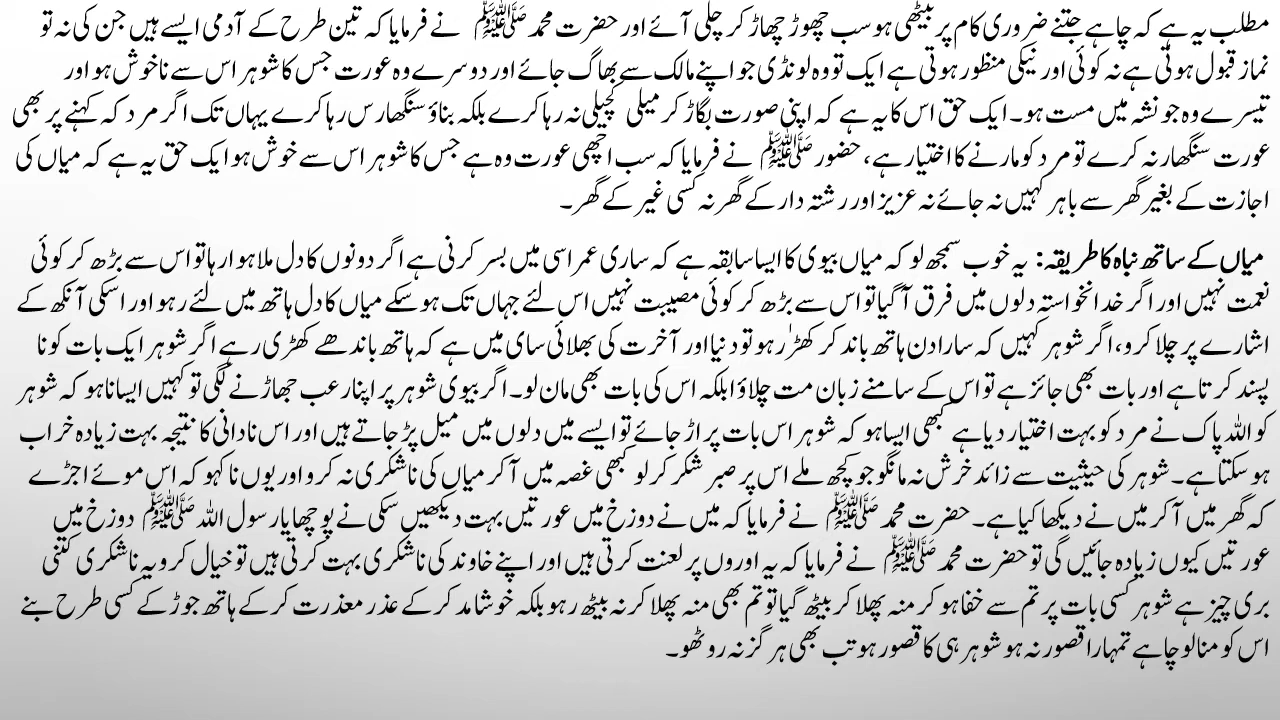 مطلب یہ ہے کہ چاہے جتنے ضروری کام پر بیٹھی ہو سب چھوڑ چھاڑ کر چلی آئے اور حضرت محمد ﷺ نے فرمایا کہ تین طرح کے آدمی ایسے ہیں جن کی نہ تو
نماز قبول ہوتی ہے نہ کوئی اور نیکی منظور ہوتی ہے ایک تو وہ لونڈی جو اپنے مالک سے بھاگ جائے اور دوسرے وہ عورت جس کا شوہر اس سے ناخوش ہو اور
تیسرے وہ جو نشہ میں مست ہو۔ ایک حق اس کا یہ ہے کہ اپنی صورت بگاڑ کر میلی کچیلی نہ رہا کرے بلکہ بناؤ سنگھار س رہا کرے یہاں تک اگر مرد کہ کہنے پر بھی
عورت سنگھار نہ کرے تو مرد کو مارنے کا اختیار ہے، حضور ﷺ نے فرمایا کہ سب اچھی عورت وہ ہے جس کا شوہر اس سے خوش ہو ایک حق یہ ہے کہ میاں کی
اجازت کے بغیر گھر سے باہر کہیں نہ جائے نہ عزیز اور رشتہ دار کے گھر نہ کسی غیر کے گھر۔
میاں کے ساتھ نباہ کا طریقہ: یہ خوب سمجھ لو کہ میاں بیوی کا ایسا سابقہ ہے کہ ساری عمر اسی میں بسر کرنی ہے اگر دونوں کا دل ملا ہوا رہا تو اس سے بڑھ کر کوئی
نعمت نہیں اور اگر خدانخواستہ دلوں میں فرق آگیا تو اس سے بڑھ کر کوئی مصیبت نہیں اس لئے جہاں تک ہو سکے میاں کا دل ہاتھ میں لئے رہو اور اسکی آنکھ کے
اشارے پر چلا کرو، اگر شوہر کہیں کہ سارا دن ہاتھ باند کر کھڑٰ رہو تو دنیا اور آخرت کی بھلائی سای میں ہے کہ ہاتھ باندھے کھڑی رہے اگر شوہر ایک بات کو نا
پسند کرتا ہے اور بات بھی جائز ہے تو اس کے سامنے زبان مت چلاؤ ابلکہ اس کی بات بھی مان لو۔ اگر بیوی شوہر پر اپنا رعب جھاڑنے لگی تو کہیں ایسا نا ہو کہ شوہر
کو اللہ پاک نے مرد کو بہت اختیار دیا ہے کبھی ایسا ہو کہ شوہر اس بات پر اڑ جائے تو ایسے میں دلوں میں میل پڑ جاتے ہیں اور اس نادانی کا نتیجہ بہت زیادہ خراب
ہو سکتا ہے۔ شوہر کی حیثیت سے زائد خرش نہ مانگو جو کچھ ملے اس پر صبر شکر کر لو کبھی غصہ میں آکر میاں کی ناشکری نہ کرو اور یوں نا کہو کہ اس موئے اجڑے
کہ گھر میں آکر میں نے دیکھا کیا ہے۔ حضرت محمد ﷺ نے فرمایا کہ میں نے دوزخ میں عورتیں بہت دیکھیں سکی نے پوچھا یا رسول اللہ ﷺ دوزخ میں
عورتیں کیوں زیادہ جائیں گی تو حضرت محمد ﷺ نے فرمایا کہ یہ اوروں پر لعنت کرتی ہیں اور اپنے خاوند کی ناشکری بہت کرتی ہیں تو خیال کرو یہ ناشکری کتنی
بری چیز ہے شوہر کسی بات پر تم سے خفا ہو کر منہ پھلا کر بیٹھ گیا تو تم بھی منہ پھلا کر نہ بیٹھ رہو بلکہ خوشامد کر کے عذر معذرت کر کے ہاتھ جوڑ کے کسی طرح بنے
اس کو منالو چاہے تمہارا قصور نہ ہو شوہر ہی کا قصور ہو تب بھی ہرگز نہ روٹھو۔